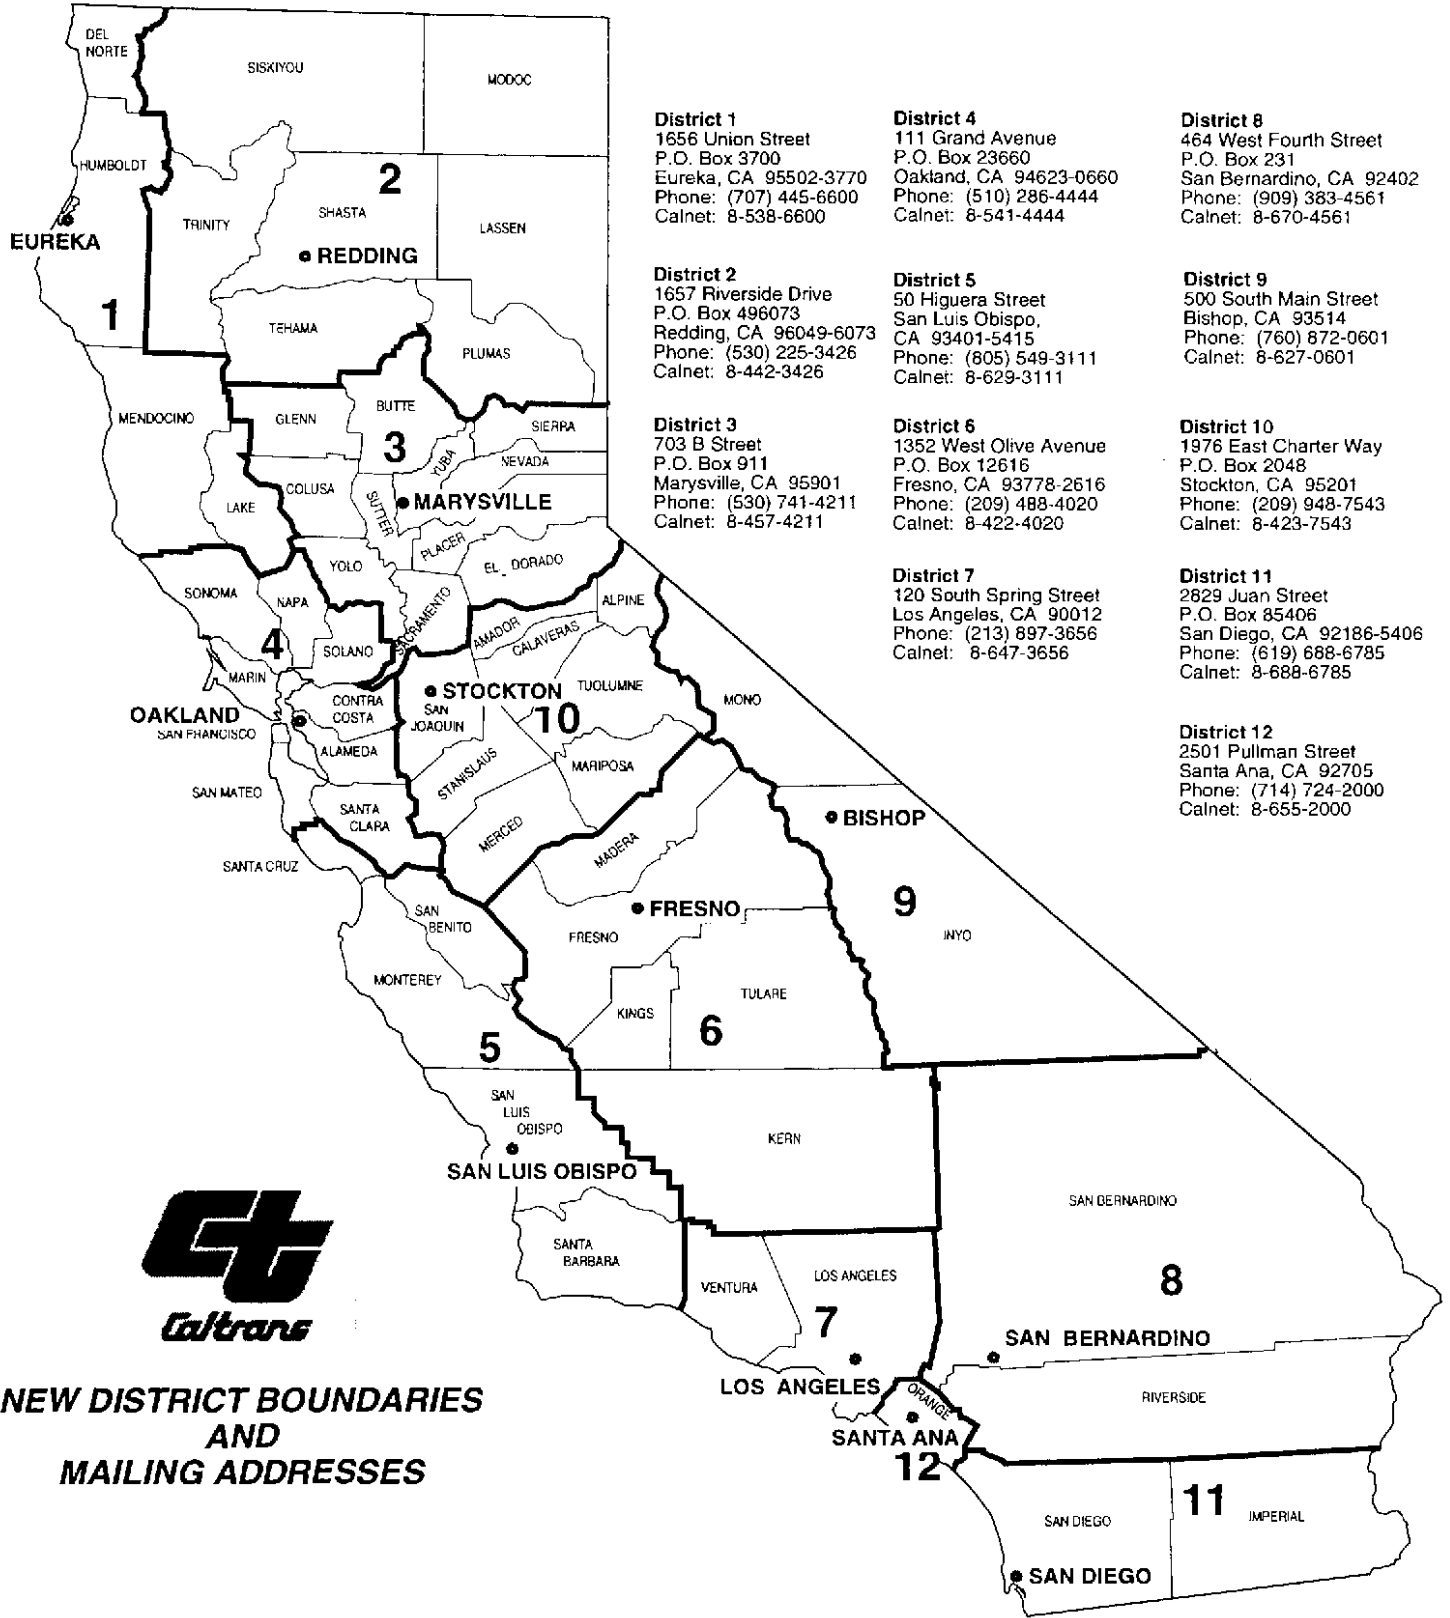 DEL
NORTE
SISKIYOU
MODOC
HUMBOLDT
2
TRINITY
SHASTA
LASSEN
EUREKA
REDDING
1
TEHAMA
PLUMAS
MENDOCINO
GLENN
BUTTE
SIERRA
3
YUBA
NEVADA
COLUSA
SUTTER
MARYSVILLE
LAKE
PLACER
YOLO
EL DORADO
SONOMA
NAPA
SACRAMENTO
ALPINE
4
SOLANO
AMADOR
CALAVERAS
MARIN
STOCKTON
TUOLUMNE
MONO
CONTRA
COSTA
SAN
JOAQUIN
10
OAKLAND
SAN FRANCISCO
ALAMEDA
STANISLAUS
MARIPOSA
SAN MATEO
SANTA
CLARA
MERCED
MADERA
BISHOP
SANTA CRUZ
SAN
BENITO
FRESNO
FRESNO
9
INYO
MONTEREY
KINGS
TULARE
6
5
SAN
LUIS
OBISPO
KERN
SAN LUIS OBISPO
SAN BERNARDINO
SANTA
BARBARA
VENTURA
LOS ANGELES
8
7
SAN BERNARDINO
LOS ANGELES
ORANGE
RIVERSIDE
SANTA ANA
12
11
SAN DIEGO
IMPERIAL
SAN DIEGO
District 1
1656 Union Street
P.O. Box 3700
Eureka, CA 95502-3770
Phone: (707) 445-6600
Calnet: 8-538-6600
District 2
1657 Riverside Drive
P.O. Box 496073
Redding, CA 96049-6073
Phone: (530) 225-3426
Calnet: 8-442-3426
District 3
703 B Street
P.O. Box 911
Marysville, CA 95901
Phone: (530) 741-4211
Calnet: 8-457-4211
District 4
111 Grand Avenue
P.O. Box 23660
Oakland, CA 94623-0660
Phone: (510) 286-4444
Calnet: 8-541-4444
District 5
50 Higuera Street
San Luis Obispo,
CA 93401-5415
Phone: (805) 549-3111
Calnet: 8-629-3111
District 6
1352 West Olive Avenue
P.O. Box 12616
Fresno, CA 93778-2616
Phone: (209) 488-4020
Calnet: 8-422-4020
District 7
120 South Spring Street
Los Angeles, CA 90012
Phone: (213) 897-3656
Calnet: 8-647-3656
District 8
464 West Fourth Street
P.O. Box 231
San Bernardino, CA 92402
Phone: (909) 383-4561
Calnet: 8-670-4561
District 9
500 South Main Street
Bishop, CA 93514
Phone: (760) 872-0601
Calnet: 8-627-0601
District 10
1976 East Charter Way
P.O. Box 2048
Stockton, CA 95201
Phone: (209) 948-7543
Calnet: 8-423-7543
District 11
2829 Juan Street
P.O. Box 85406
San Diego, CA 92186-5406
Phone: (619) 688-6785
Calnet: 8-688-6785
District 12
2501 Pullman Street
Santa Ana, CA 92705
Phone: (714) 724-2000
Calnet: 8-655-2000
Ct
Caltrans
NEW DISTRICT BOUNDARIES
AND
MAILING ADDRESSES